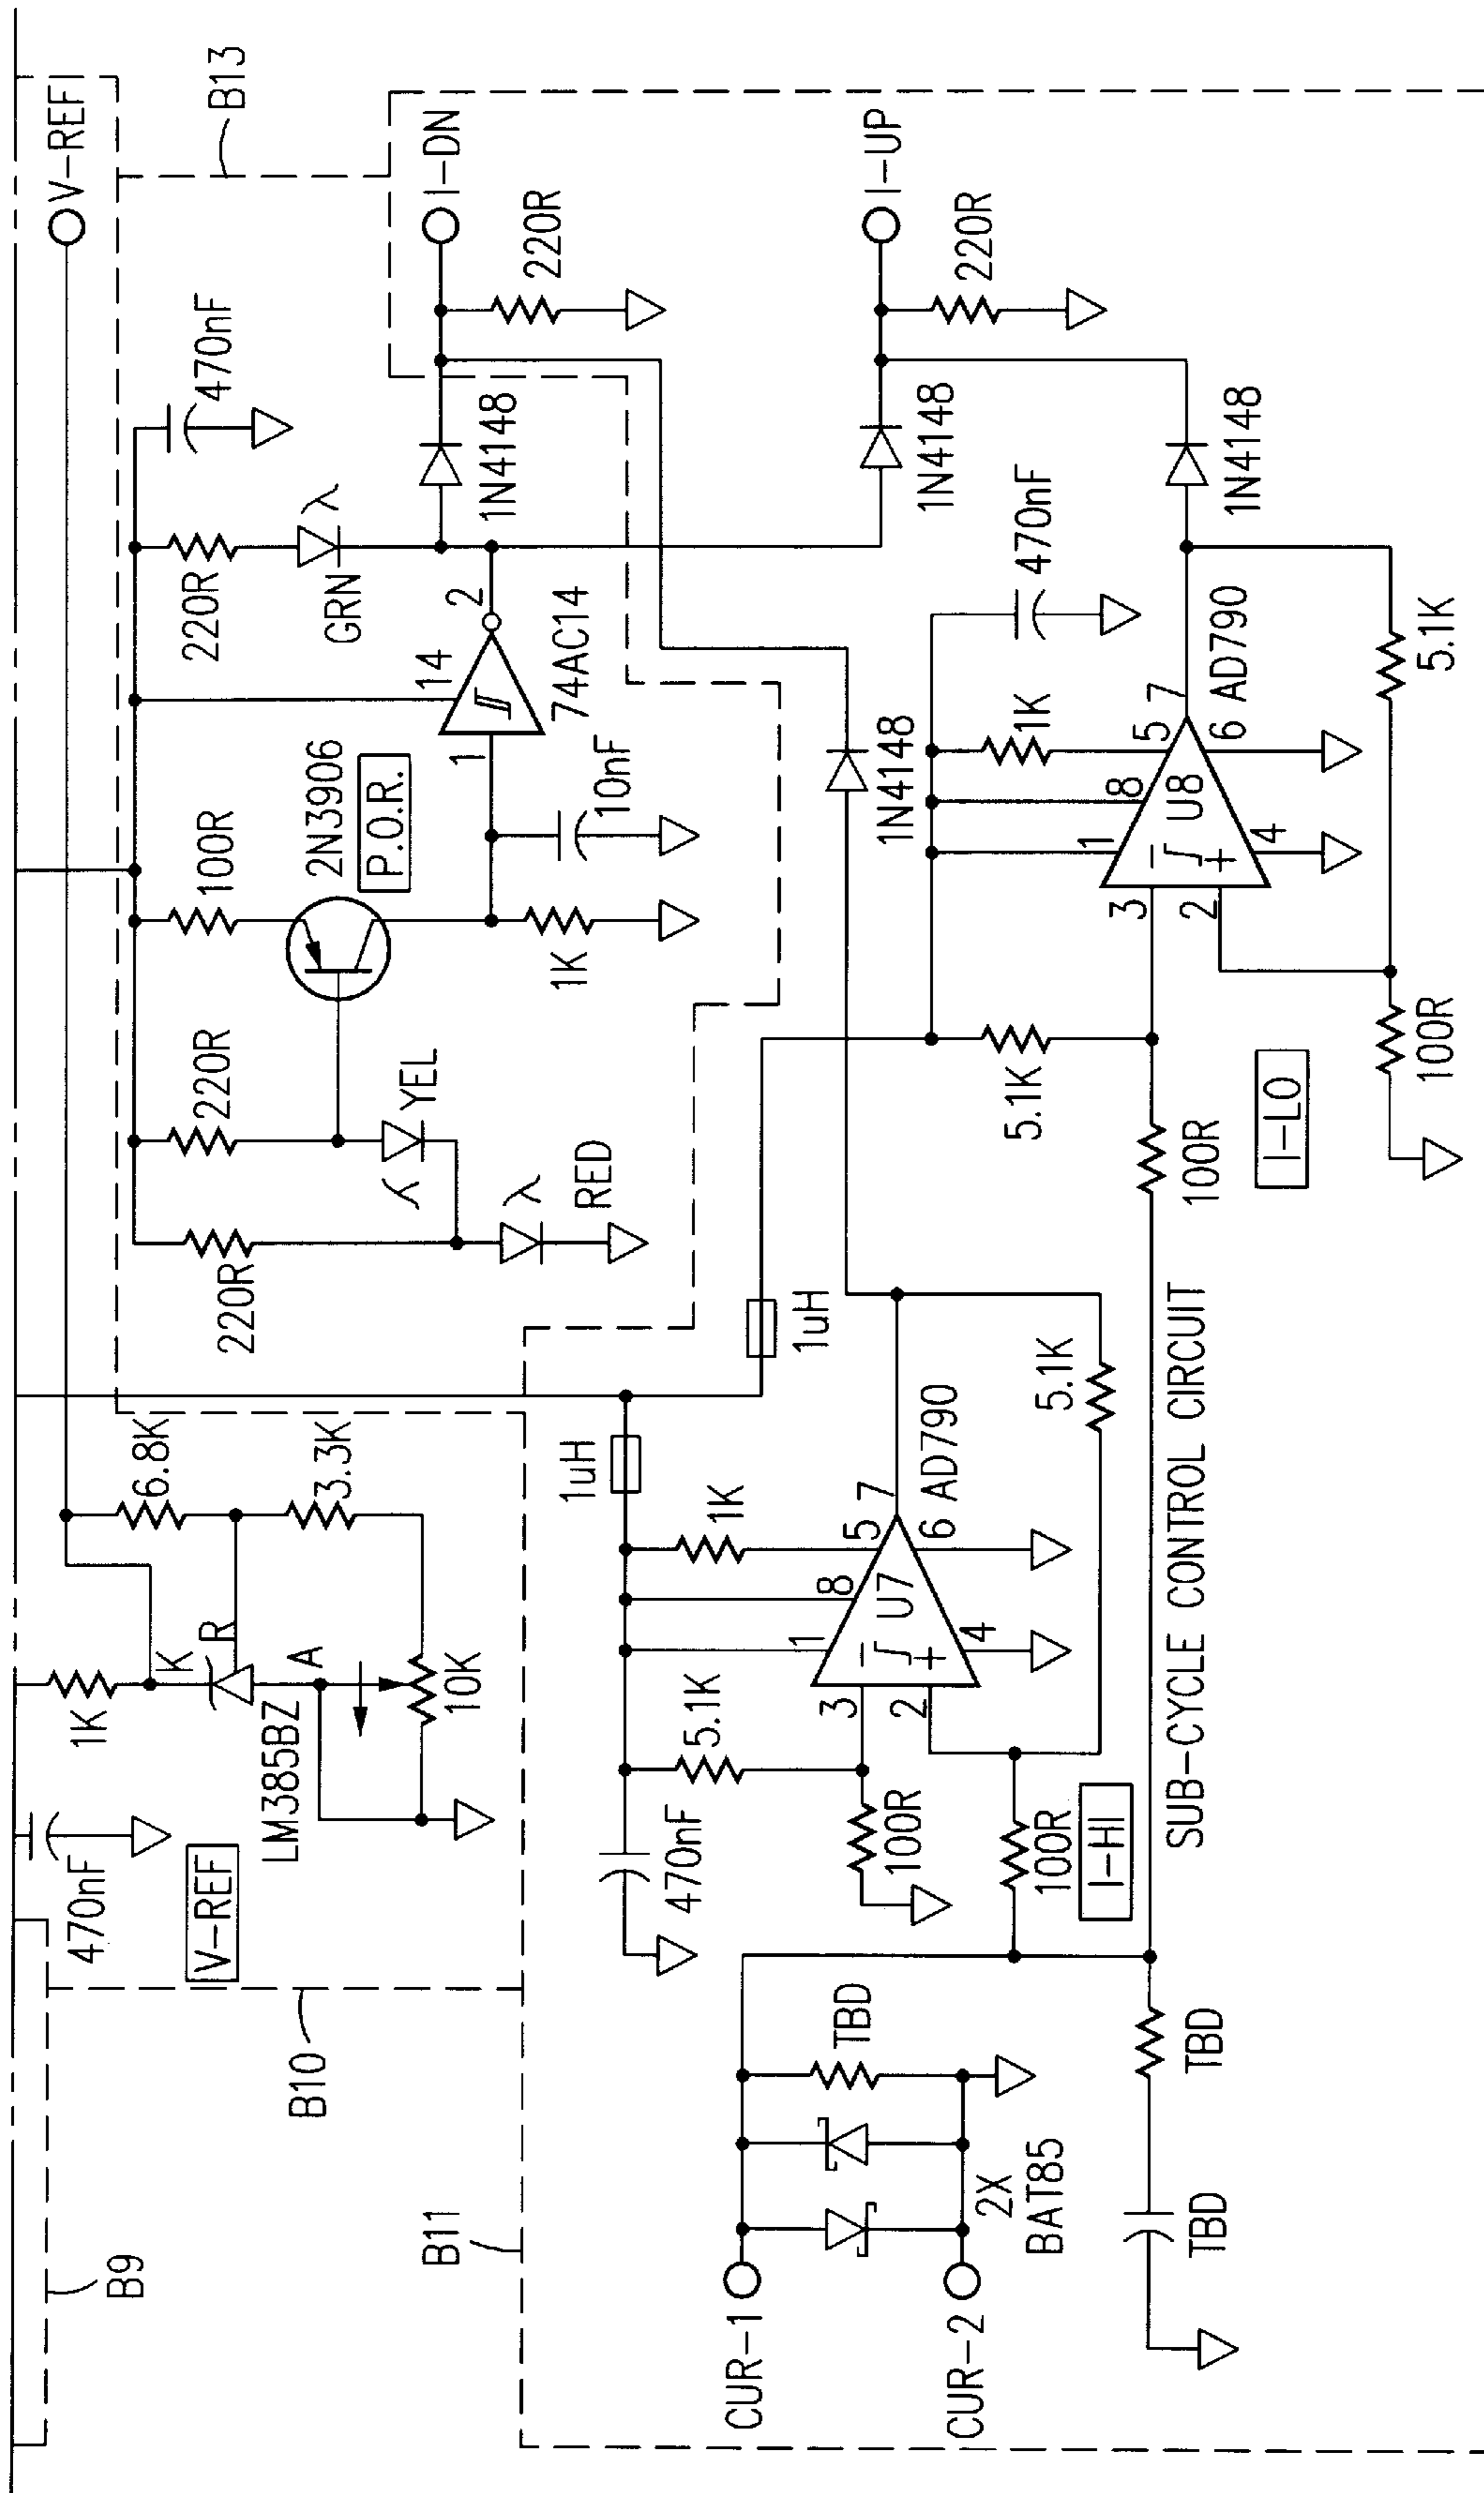 B9
470nF
V-REF
B10
1K
K
R
A
LM385BZ
10K
6.8K
3.3K
V-REF
220R
220R
YEL
RED
100R
2N3906
P.O.R.
1K
10nF
1
14
2
74AC14
220R
GRN
470nF
1N4148
I-DN
220R
B13
B11
CUR-1
CUR-2
TBD
2X
BAT85
TBD
TBD
470nF
5.1K
100R
100R
I-HI
1uH
1K
1
8
5
7
3
2
4
6
U7
AD790
5.1K
1uH
1N4148
SUB-CYCLE CONTROL CIRCUIT
5.1K
100R
I-LO
100R
1K
470nF
1
8
5
7
3
2
4
6
U8
AD790
5.1K
1N4148
1N4148
I-UP
220R